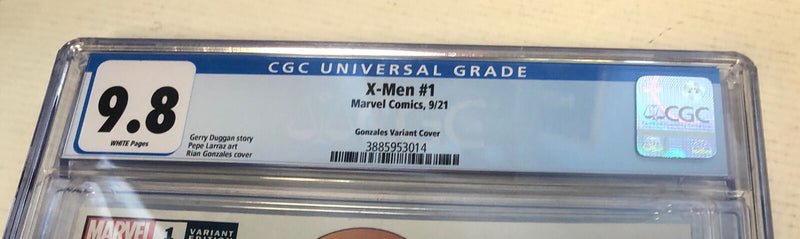 CGC UNIVERSAL GRADE
9.8
WHITE Pages
X-Men #1
Marvel Comics, 9/21
Gerry Duggan story
Pepe Larraz art
Rian Gonzales cover
Gonzales Variant Cover
3885953014
CGC
MARVEL
1
VARIANT
EDITION